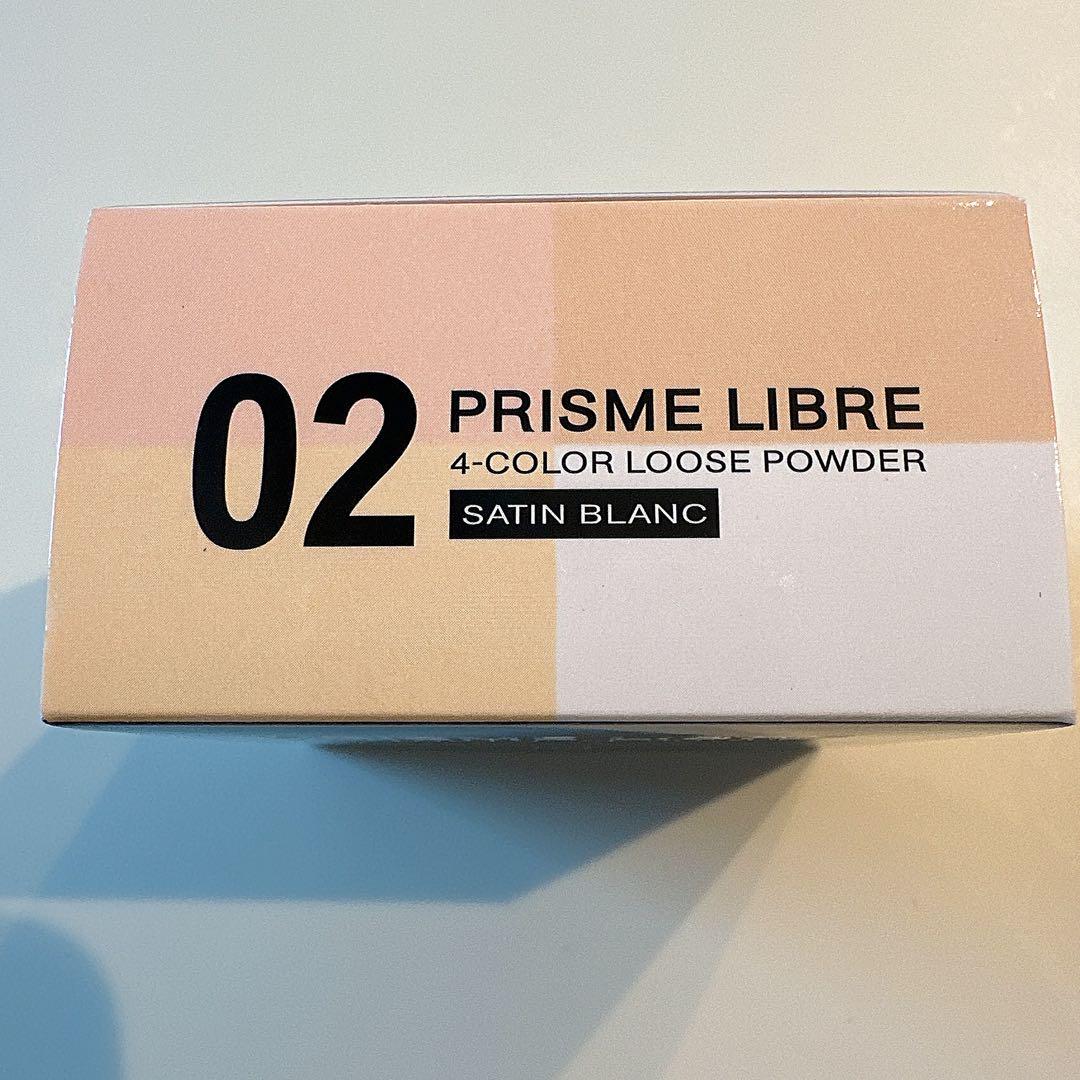 02
PRISME LIBRE
4-COLOR LOOSE POWDER
SATIN BLANC